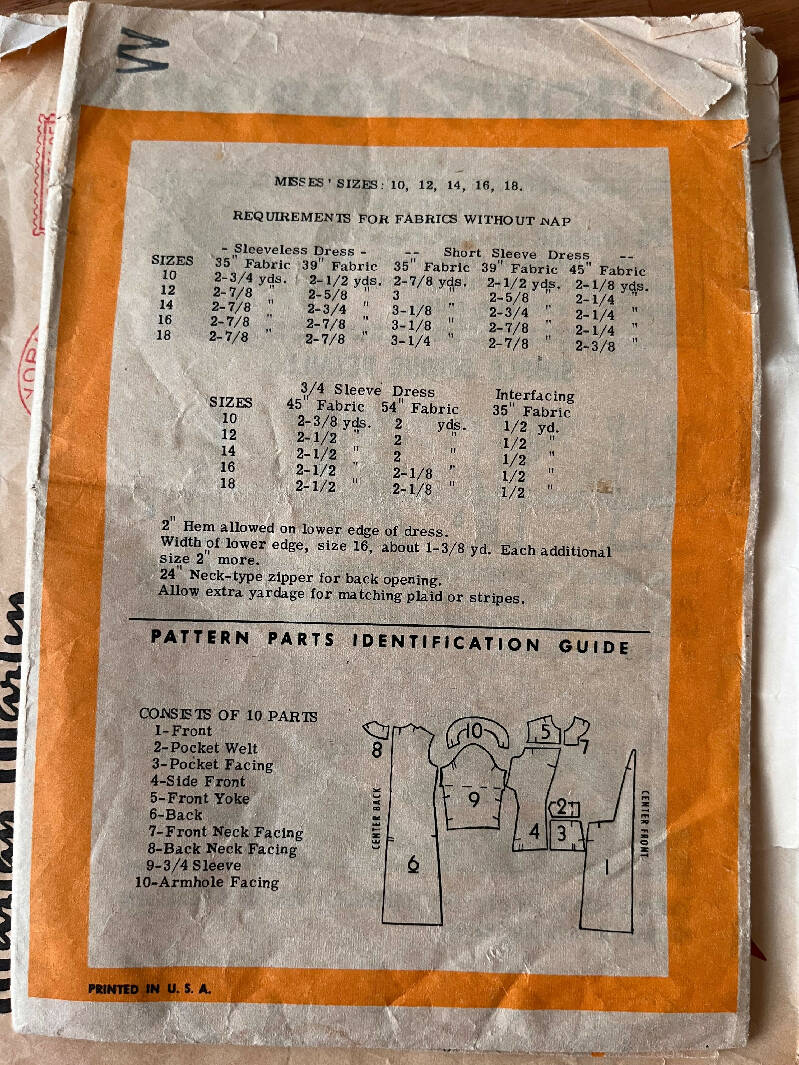 W
MISSES' SIZES: 10, 12, 14, 16, 18.
REQUIREMENTS FOR FABRICS WITHOUT NAP
- Sleeveless Dress - -- Short Sleeve Dress --
SIZES 35" Fabric 39" Fabric 35" Fabric 39" Fabric 45" Fabric
10 2-3/4 yds. 2-1/2 yds. 2-7/8 yds. 2-1/2 yds. 2-1/8 yds.
12 2-7/8 " 2-5/8 " 3 " 2-5/8 " 2-1/4 "
14 2-7/8 " 2-3/4 " 3-1/8 " 2-3/4 " 2-1/4 "
16 2-7/8 " 2-7/8 " 3-1/8 " 2-7/8 " 2-1/4 "
18 2-7/8 " 2-7/8 " 3-1/4 " 2-7/8 " 2-3/8 "
3/4 Sleeve Dress Interfacing
SIZES 45" Fabric 54" Fabric 35" Fabric
10 2-3/8 yds. 2 yds. 1/2 yd.
12 2-1/2 " 2 " 1/2 "
14 2-1/2 " 2 " 1/2 "
16 2-1/2 " 2-1/8 " 1/2 "
18 2-1/2 " 2-1/8 " 1/2 "
2" Hem allowed on lower edge of dress.
Width of lower edge, size 16, about 1-3/8 yd. Each additional
size 2" more.
24" Neck-type zipper for back opening.
Allow extra yardage for matching plaid or stripes.
PATTERN PARTS IDENTIFICATION GUIDE
CONSISTS OF 10 PARTS
1-Front
2-Pocket Welt
3-Pocket Facing
4-Side Front
5-Front Yoke
6-Back
7-Front Neck Facing
8-Back Neck Facing
9-3/4 Sleeve
10-Armhole Facing
8
10
5
7
CENTER BACK
9
2
4
3
6
1
CENTER FRONT
PRINTED IN U. S. A.
Marian Martin